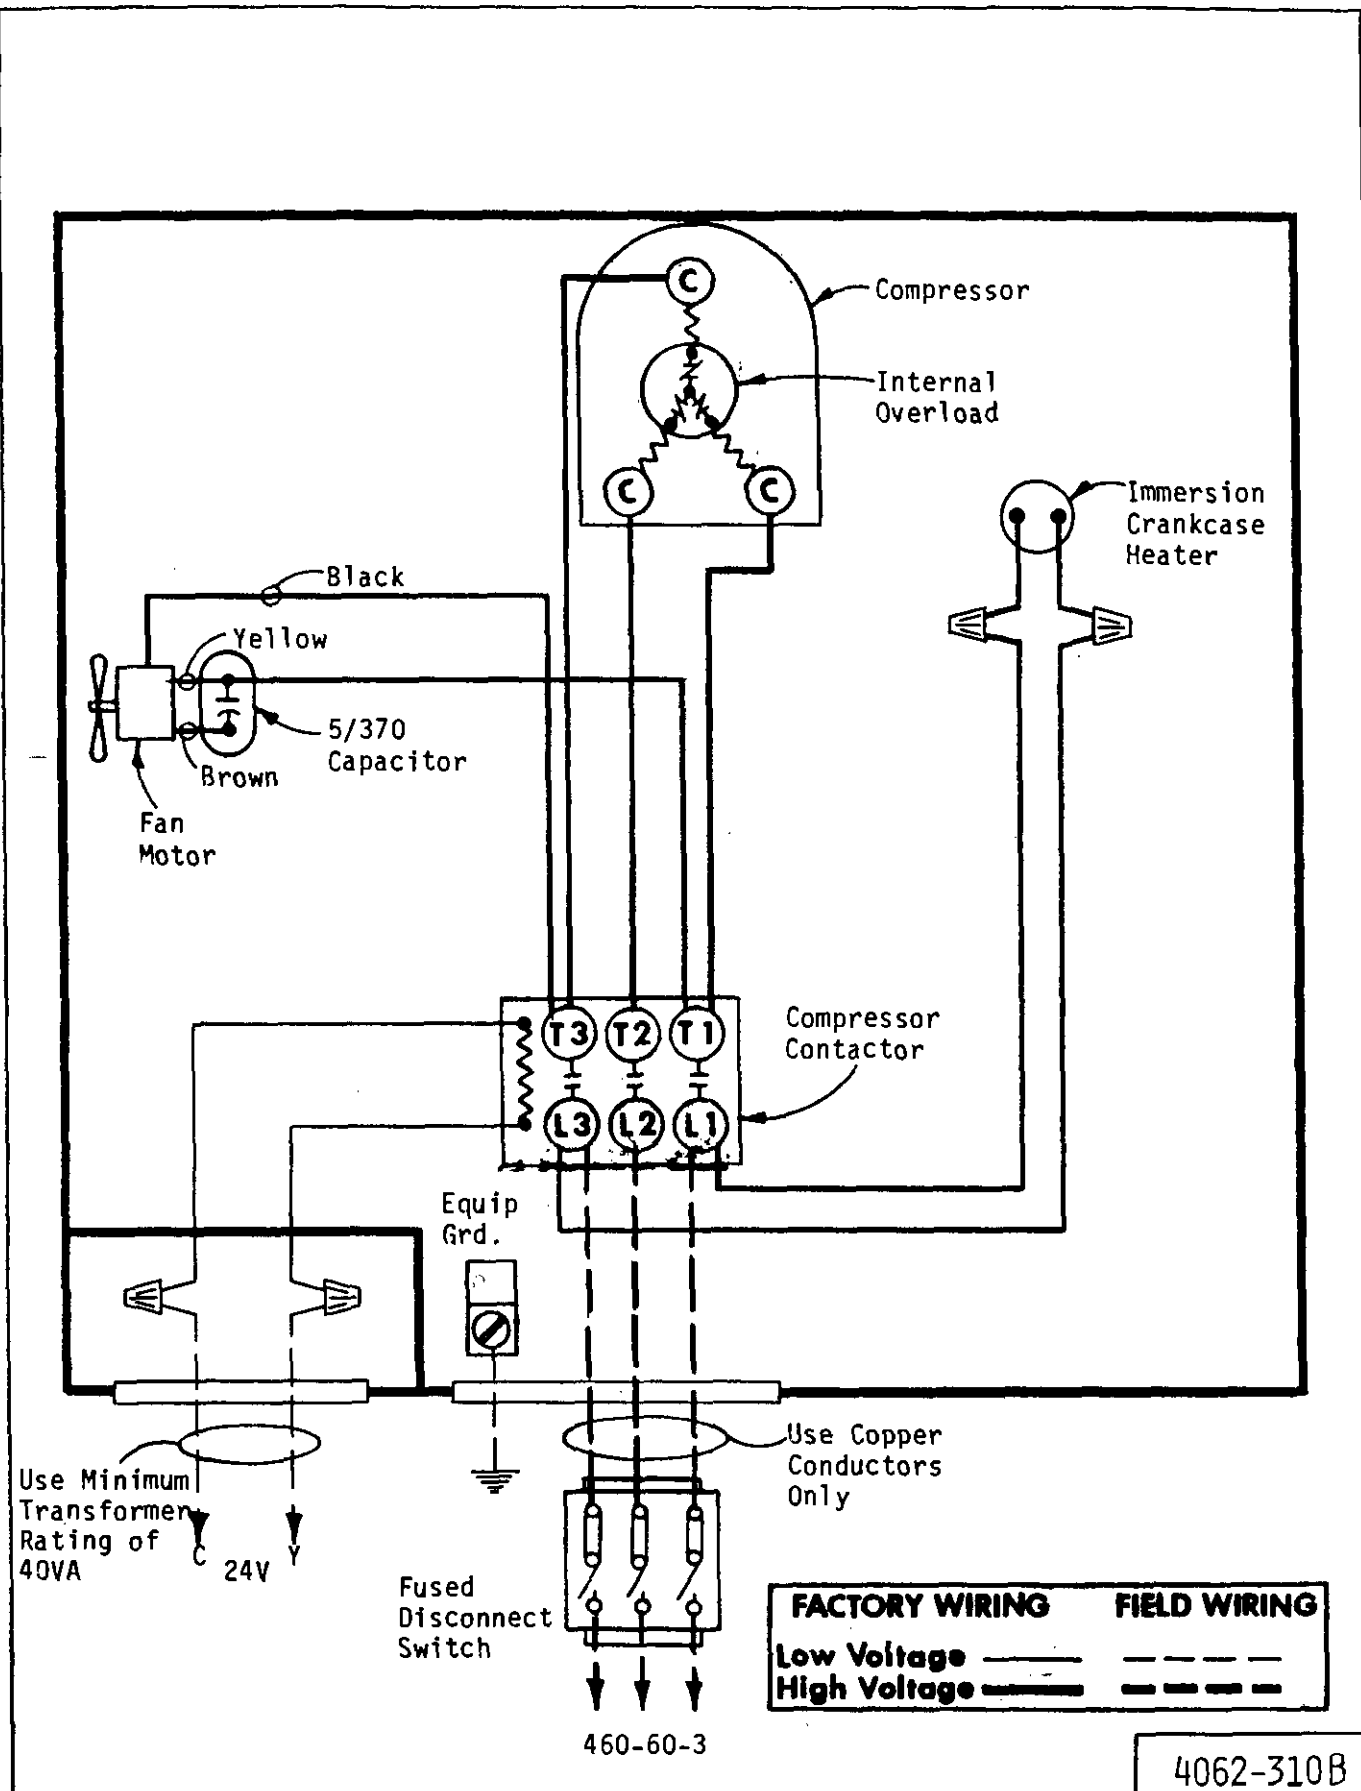 C
Compressor
Internal
Overload
C
C
Immersion
Crankcase
Heater
Black
Yellow
5/370
Capacitor
Brown
Fan
Motor
T3
T2
T1
Compressor
Contactor
L3
L2
L1
Equip
Grd.
Use Copper
Conductors
Only
Use Minimum
Transformer
Rating of
40VA
C
24V
Y
Fused
Disconnect
Switch
FACTORY WIRING
FIELD WIRING
Low Voltage
High Voltage
460-60-3
4062-310B